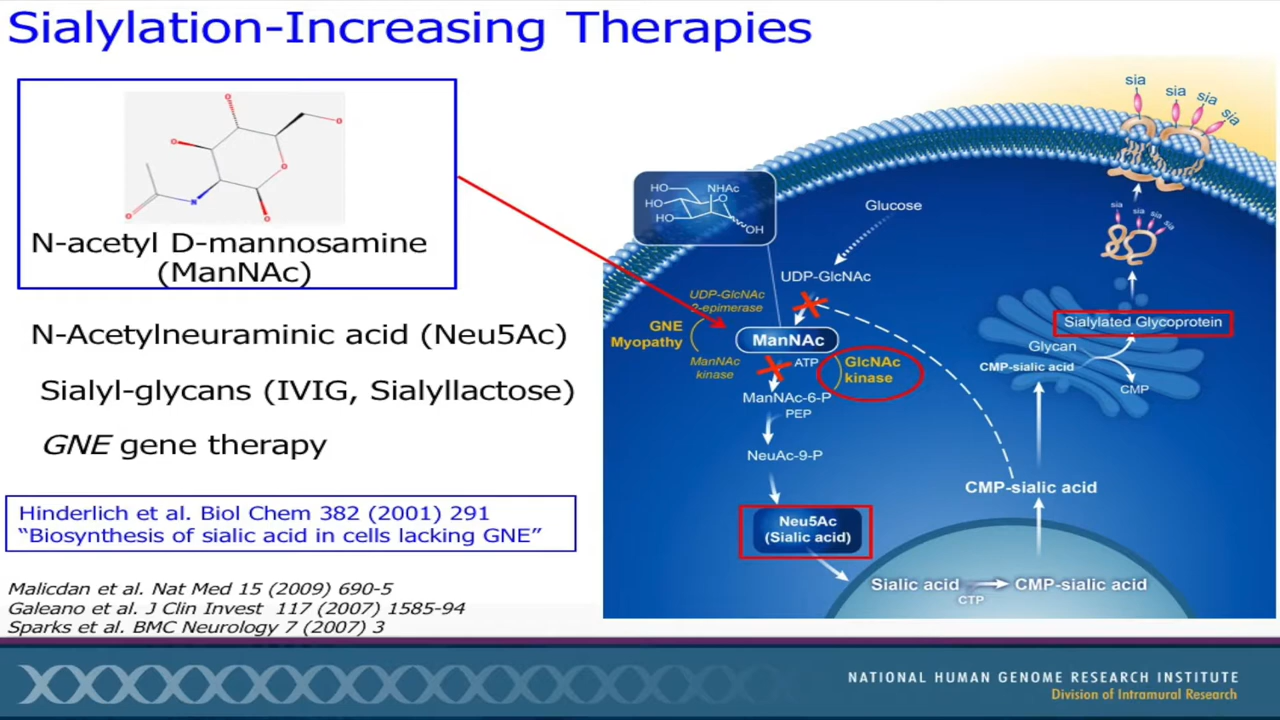 Sialylation-Increasing Therapies
N-acetyl D-mannosamine
(ManNAc)
N-Acetylneuraminic acid (Neu5Ac)
Sialyl-glycans (IVIG, Sialyllactose)
GNE gene therapy
Hinderlich et al. Biol Chem 382 (2001) 291
“Biosynthesis of sialic acid in cells lacking GNE”
Malicdan et al. Nat Med 15 (2009) 690-5
Galeano et al. J Clin Invest 117 (2007) 1585-94
Sparks et al. BMC Neurology 7 (2007) 3
HO
NHAc
O
HO
HO
OH
Glucose
UDP-GlcNAc
UDP-GlcNAc
2-epimerase
GNE
Myopathy
ManNAc
kinase
ManNAc
ATP
GlcNAc
kinase
ManNAc-6-P
PEP
NeuAc-9-P
Neu5Ac
(Sialic acid)
Sialic acid
CTP
CMP-sialic acid
CMP-sialic acid
CMP-sialic acid
Glycan
CMP
Sialylated Glycoprotein
sia
sia
sia
sia
sia
sia
sia
sia
NATIONAL HUMAN GENOME RESEARCH INSTITUTE
Division of Intramural Research